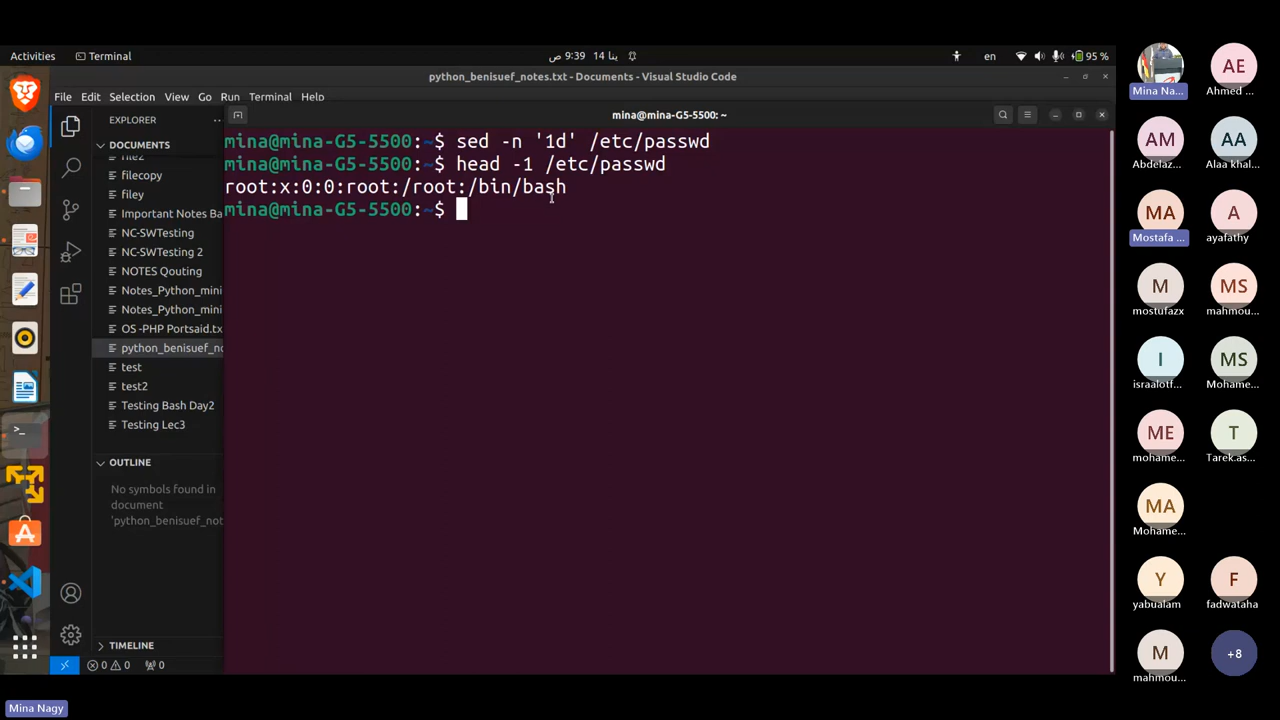 Activities
Terminal
ص 9:39 14 ينا
en
95 %
python_benisuef_notes.txt - Documents - Visual Studio Code
File Edit Selection View Go Run Terminal Help
EXPLORER
DOCUMENTS
file2
filecopy
filey
Important Notes Ba
NC-SWTesting
NC-SWTesting 2
NOTES Qouting
Notes_Python_mini
Notes_Python_mini
OS -PHP Portsaid.tx
python_benisuef_no
test
test2
Testing Bash Day2
Testing Lec3
OUTLINE
No symbols found in
document
'python_benisuef_not
TIMELINE
0 0 0
mina@mina-G5-5500: ~
mina@mina-G5-5500:~$ sed -n '1d' /etc/passwd
mina@mina-G5-5500:~$ head -1 /etc/passwd
root:x:0:0:root:/root:/bin/bash
mina@mina-G5-5500:~$
Mina Na...
AE
Ahmed ...
AM
Abdelaz...
AA
Alaa khal...
MA
Mostafa ...
A
ayafathy
M
mostufazx
MS
mahmou...
I
israalotf...
MS
Mohame...
ME
mohame...
T
Tarek.as...
MA
Mohame...
Y
yabualam
F
fadwataha
M
mahmou...
+8
Mina Nagy